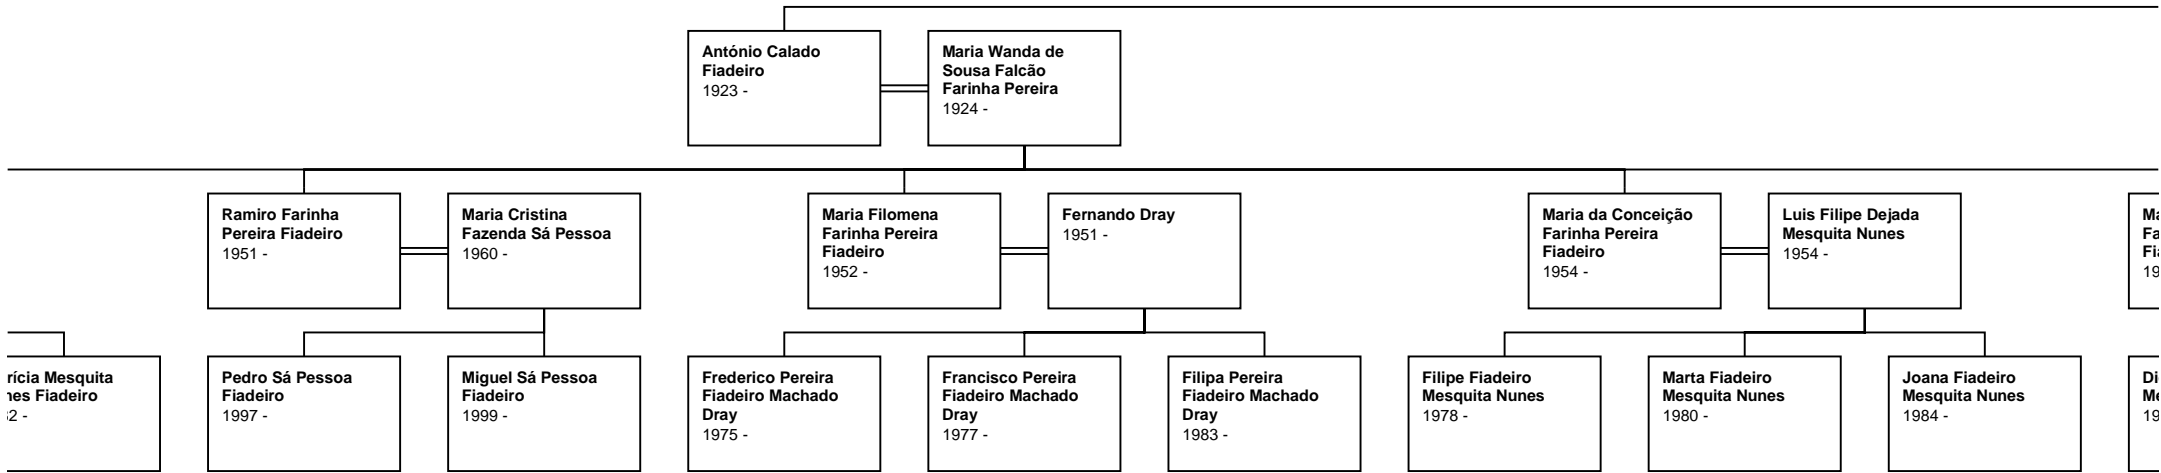 António Calado
Fiadeiro
1923 -
Maria Wanda de
Sousa Falcão
Farinha Pereira
1924 -
Ramiro Farinha
Pereira Fiadeiro
1951 -
Maria Cristina
Fazenda Sá Pessoa
1960 -
Maria Filomena
Farinha Pereira
Fiadeiro
1952 -
Fernando Dray
1951 -
Maria da Conceição
Farinha Pereira
Fiadeiro
1954 -
Luis Filipe Dejada
Mesquita Nunes
1954 -
Mesquita
Fiadeiro
Pedro Sá Pessoa
Fiadeiro
1997 -
Miguel Sá Pessoa
Fiadeiro
1999 -
Frederico Pereira
Fiadeiro Machado
Dray
1975 -
Francisco Pereira
Fiadeiro Machado
Dray
1977 -
Filipa Pereira
Fiadeiro Machado
Dray
1983 -
Filipe Fiadeiro
Mesquita Nunes
1978 -
Marta Fiadeiro
Mesquita Nunes
1980 -
Joana Fiadeiro
Mesquita Nunes
1984 -